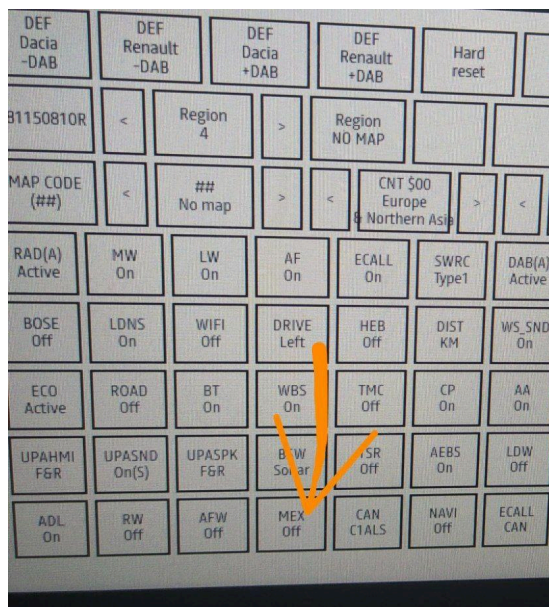 DEF
Dacia
-DAB
DEF
Renault
-DAB
DEF
Dacia
+DAB
DEF
Renault
+DAB
Hard
reset
81150810R
<
Region
4
>
Region
NO MAP
MAP CODE
(##)
<
##
No map
>
<
CNT $00
Europe
& Northern Asia
>
<
RAD(A)
Active
MW
On
LW
On
AF
On
ECALL
On
SWRC
Type1
DAB(A)
Active
BOSE
Off
LDNS
On
WIFI
Off
DRIVE
Left
HEB
Off
DIST
KM
WS_SND
On
ECO
Active
ROAD
Off
BT
On
WBS
On
TMC
Off
CP
On
AA
On
UPAHMI
F&R
UPASND
On(S)
UPASPK
F&R
Sonar
TSR
Off
AEBS
On
LDW
Off
ADL
On
RW
Off
AFW
Off
MEX
Off
CAN
C1ALS
NAVI
Off
ECALL
CAN